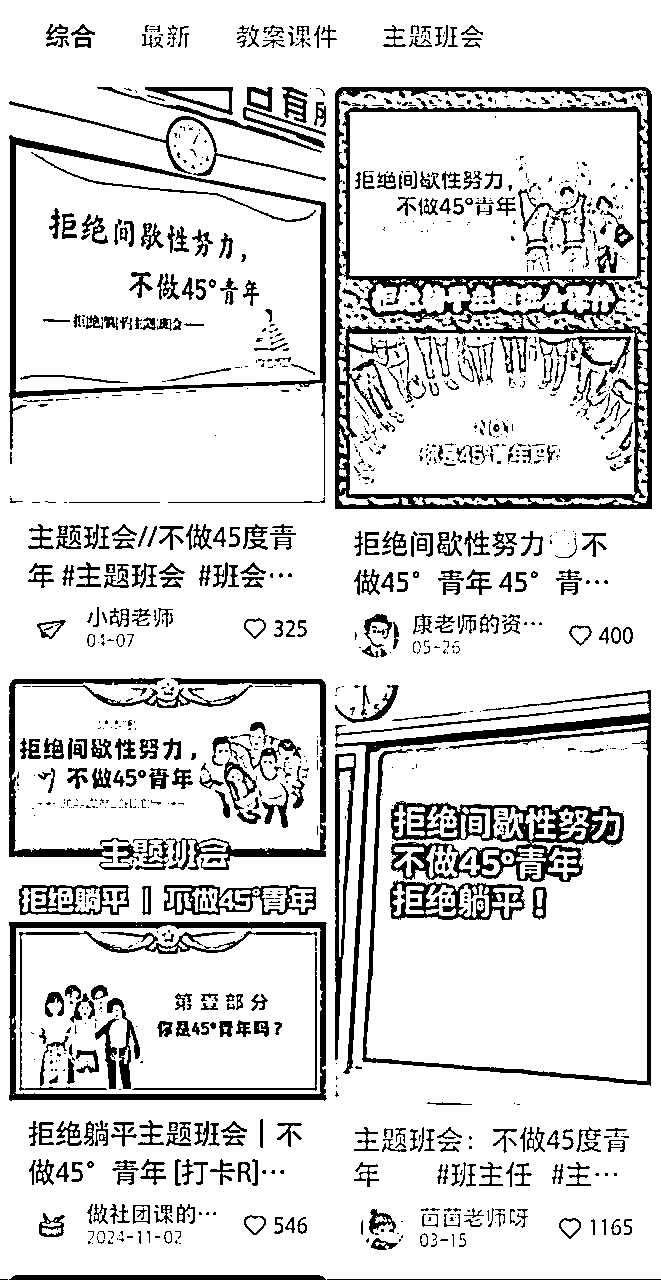 综合 最新 教案课件 主题班会
拒绝间歇性努力，
不做45°青年
拒绝躺平主题班会
主题班会//不做45度青
年 #主题班会 #班会…
小胡老师
04-07
325
拒绝间歇性努力，
不做45°青年
拒绝躺平主题班会课件
NO1
你是45°青年吗？
拒绝间歇性努力 不
做45° 青年 45° 青…
康老师的资…
05-26
400
拒绝间歇性努力，
不做45°青年
主题班会
拒绝躺平 | 不做45°青年
第壹部分
你是45°青年吗？
拒绝躺平主题班会 | 不
做45° 青年 [打卡R]…
做社团课的…
2024-11-02
546
拒绝间歇性努力
不做45°青年
拒绝躺平！
主题班会：不做45度青
年 #班主任 #主…
茵茵老师呀
03-15
1165